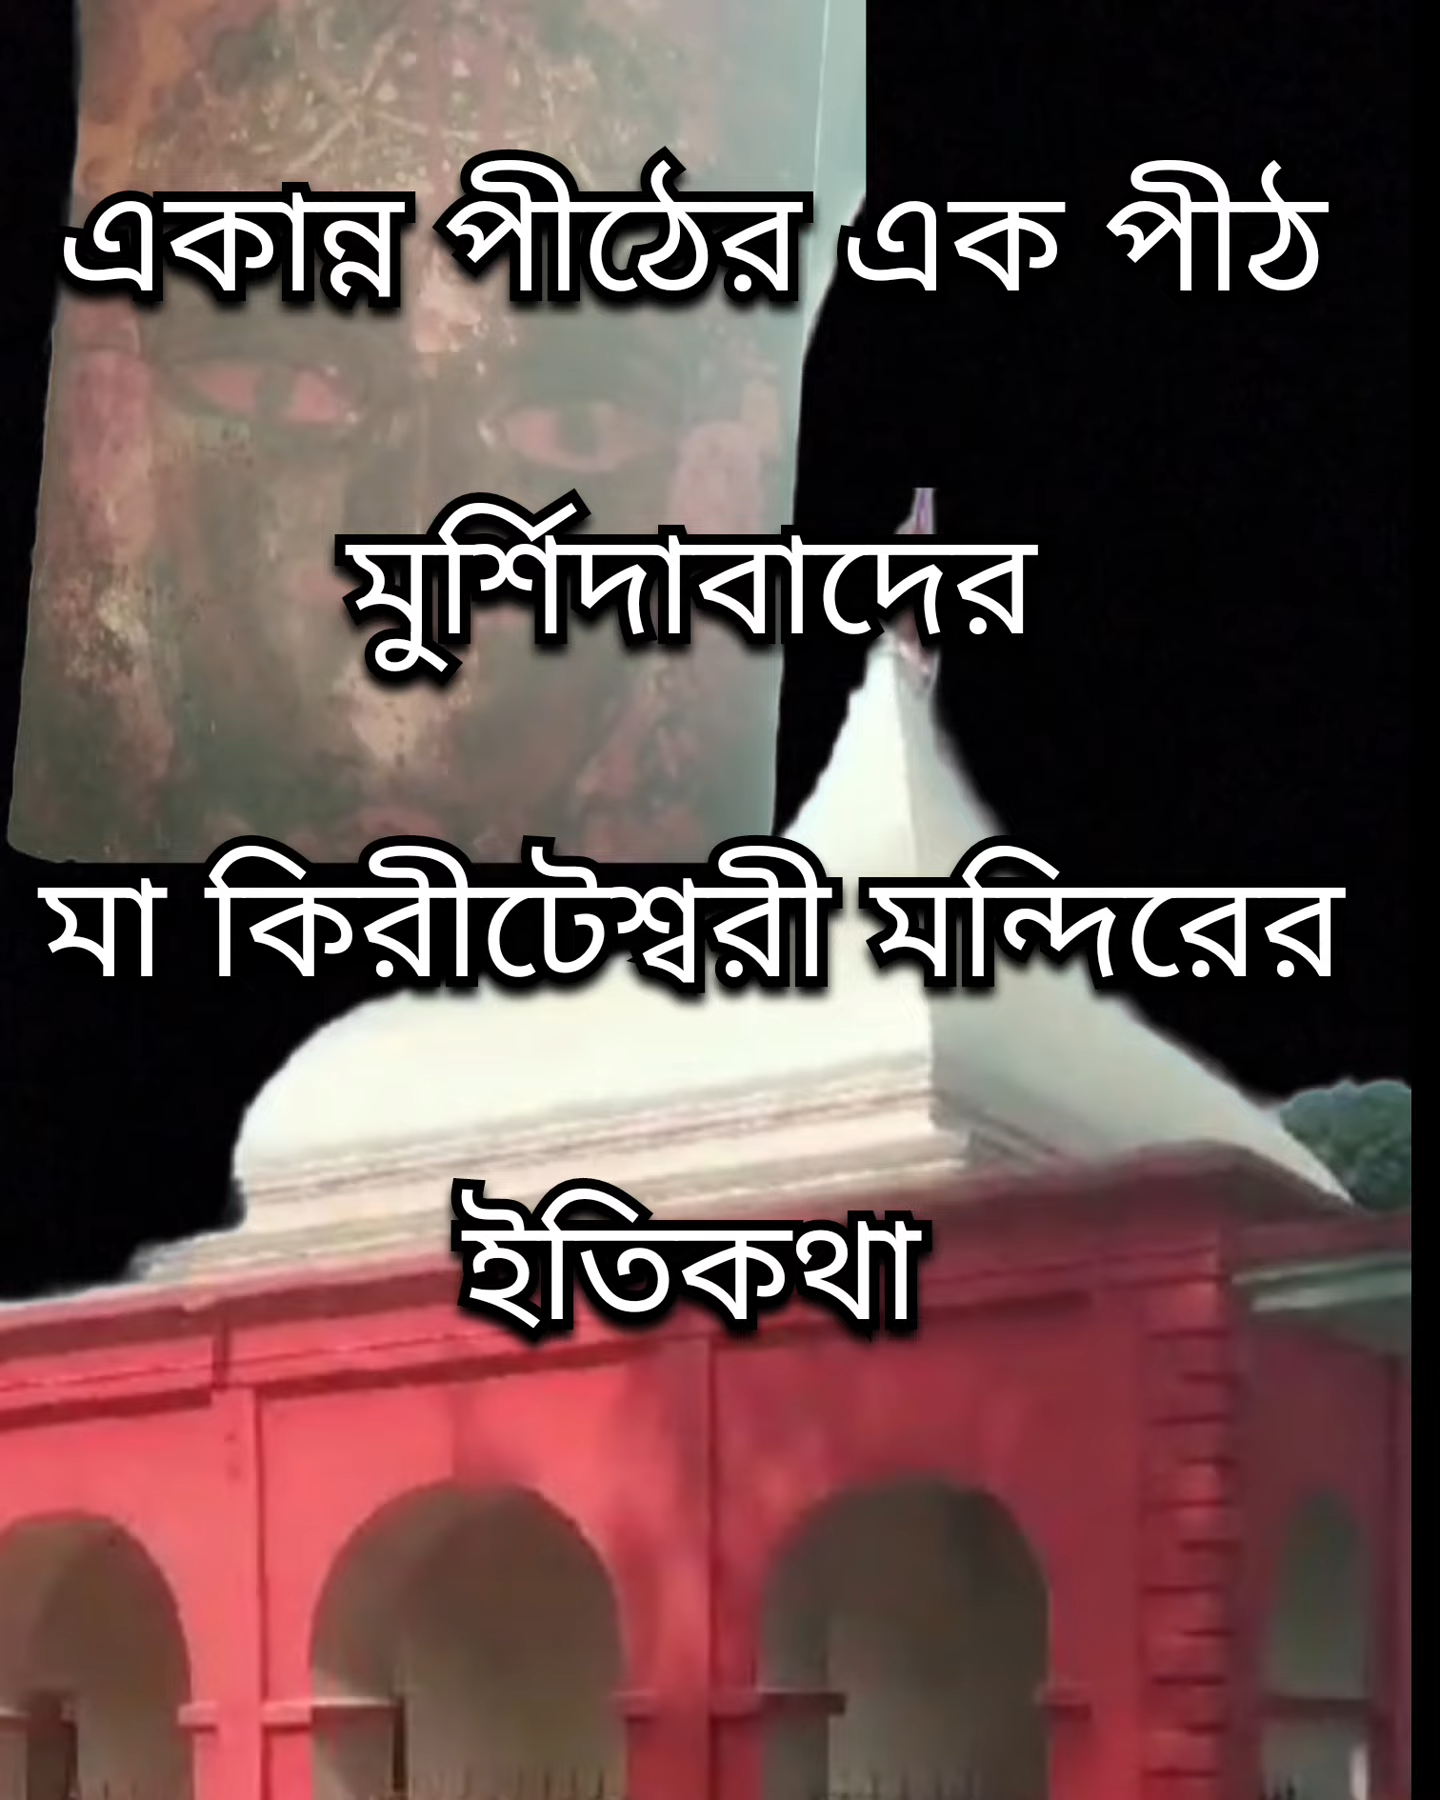 একান্ন পীঠের এক পীঠ
মুর্শিদাবাদের
মা কিরীটেশ্বরী মন্দিরের
ইতিকথা